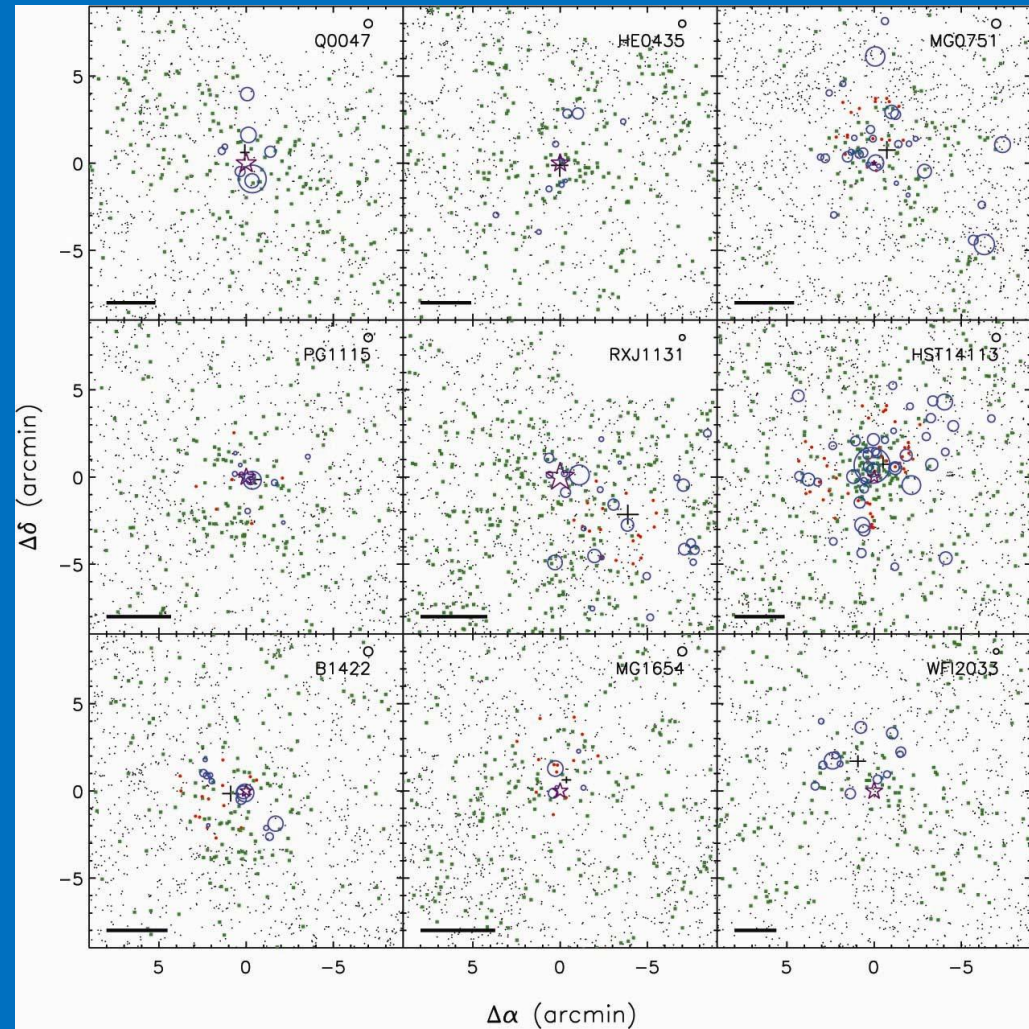 Q0047
HE0435
MG0751
5
0
−5
PG1115
RXJ1131
HST14113
5
0
−5
Δδ (arcmin)
B1422
MG1654
WFI2033
5
0
−5
5 0 −5 5 0 −5 5 0 −5
Δα (arcmin)